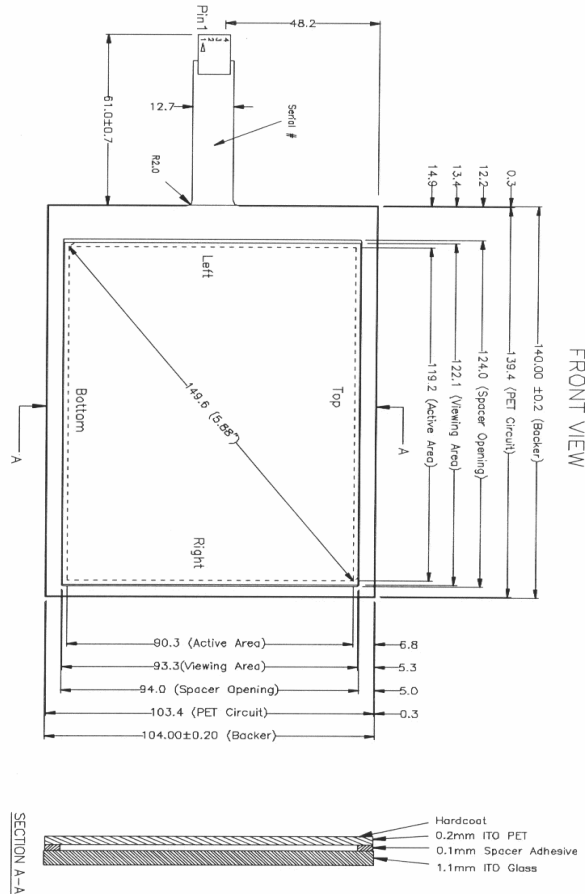 FRONT VIEW
48.2
Pin1
1
2
3
4
61.0±0.7
12.7
Serial #
R2.0
0.3
12.2
13.4
14.9
140.00 ±0.2 (Backer)
139.4 (PET Circuit)
124.0 (Spacer Opening)
122.1 (Viewing Area)
119.2 (Active Area)
Left
Top
Bottom
Right
149.6 (5.88")
A
A
90.3 (Active Area)
6.8
93.3(Viewing Area)
5.3
94.0 (Spacer Opening)
5.0
103.4 (PET Circuit)
0.3
104.00±0.20 (Backer)
SECTION A-A
Hardcoat
0.2mm ITO PET
0.1mm Spacer Adhesive
1.1mm ITO Glass